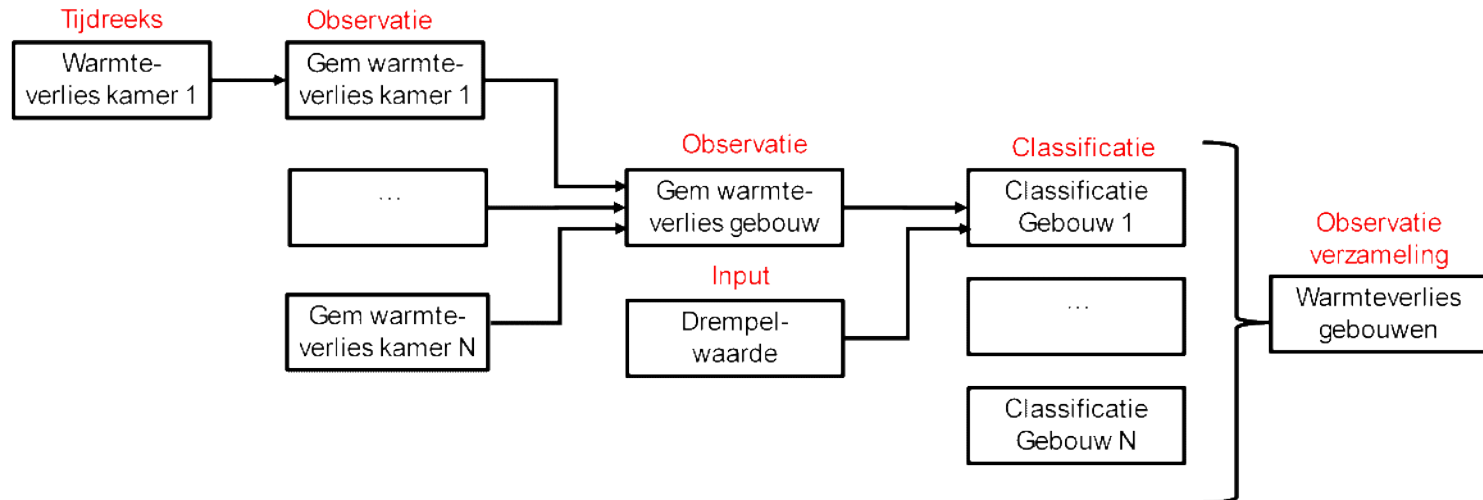 Tijdreeks
Warmte-
verlies kamer 1
Observatie
Gem warmte-
verlies kamer 1
...
Gem warmte-
verlies kamer N
Observatie
Gem warmte-
verlies gebouw
Input
Drempel-
waarde
Classificatie
Classificatie
Gebouw 1
...
Classificatie
Gebouw N
Observatie
verzameling
Warmteverlies
gebouwen